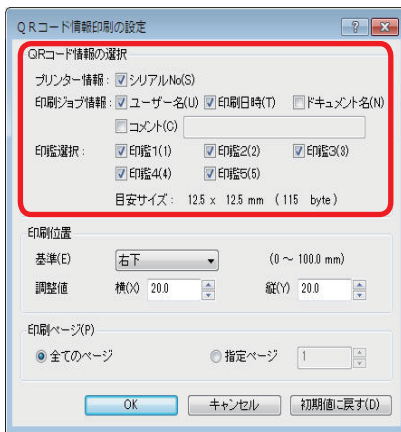 QRコード情報印刷の設定
QRコード情報の選択
プリンター情報： シリアルNo(S)
印刷ジョブ情報： ユーザー名(U) 印刷日時(T) ドキュメント名(N)
コメント(C)
印鑑選択： 印鑑1(1) 印鑑2(2) 印鑑3(3)
印鑑4(4) 印鑑5(5)
目安サイズ： 12.5 x 12.5 mm (115 byte)
印刷位置
基準(E) 右下 (0 ～ 100.0 mm)
調整値 横(X) 20.0 縦(Y) 20.0
印刷ページ(P)
全てのページ 指定ページ 1
OK キャンセル 初期値に戻す(D)